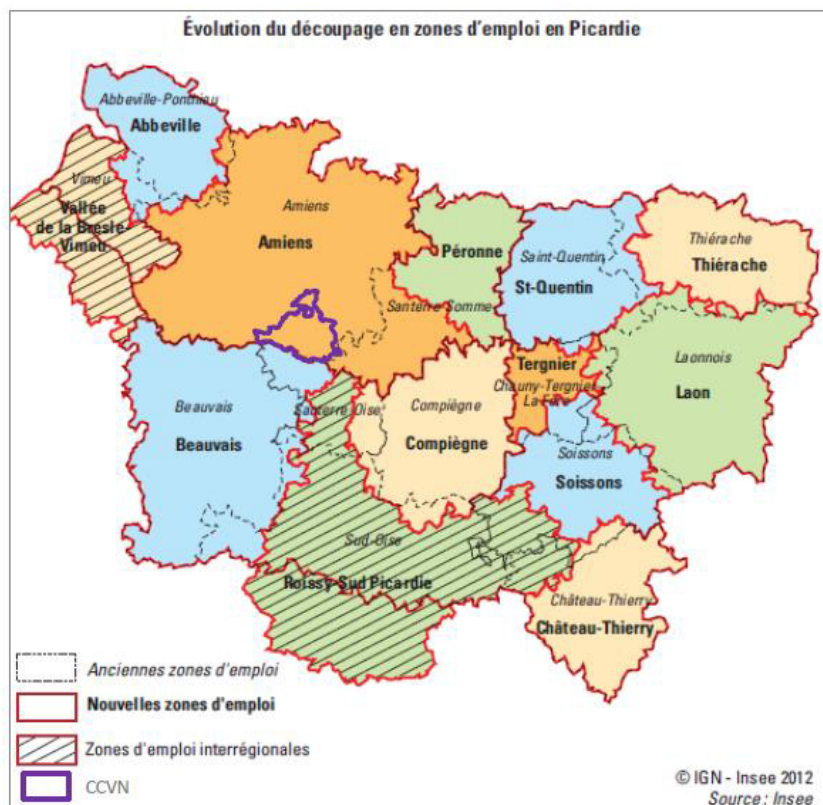 Évolution du découpage en zones d'emploi en Picardie
Abbeville-Ponthieu
Abbeville
Vimeu
Vallée
de la Bresle-
Vimeu
Amiens
Amiens
Péronne
Saint-Quentin
St-Quentin
Thiérache
Thiérache
Santerre Somme
Tergnier
Chauny-Tergnier
La Fère
Laonnois
Laon
Beauvais
Beauvais
Santerre Oise
Compiègne
Compiègne
Soissons
Soissons
Sud-Oise
Roissy-Sud Picardie
Château-Thierry
Château-Thierry
Anciennes zones d'emploi
Nouvelles zones d'emploi
Zones d'emploi interrégionales
CCVN
© IGN - Insee 2012
Source : Insee